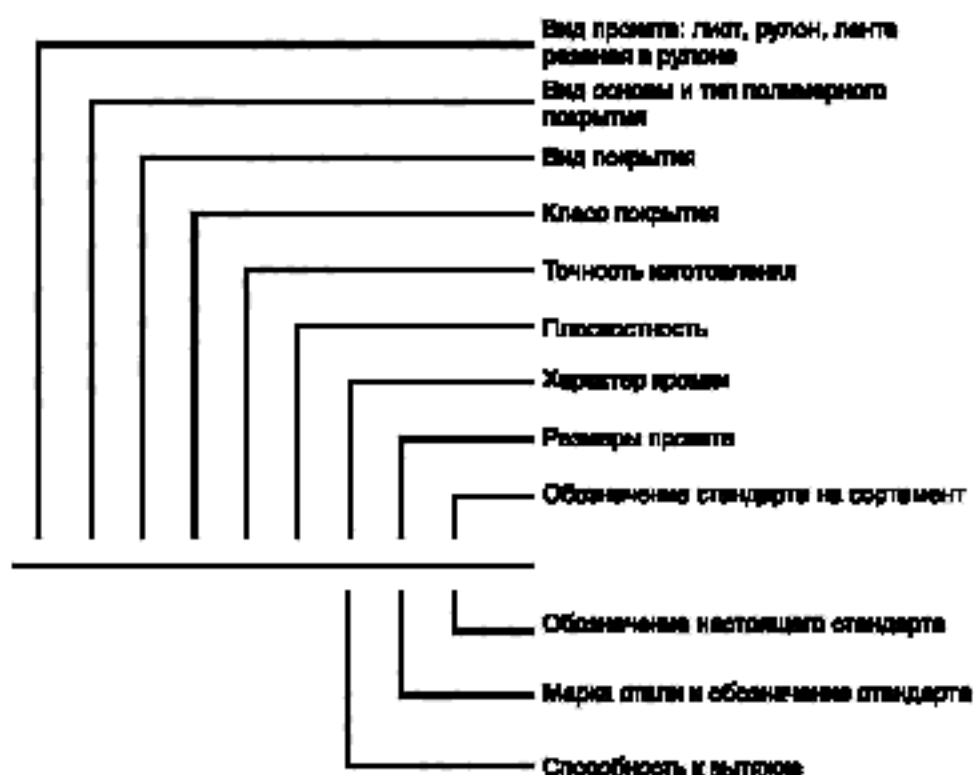 Вид проката: лист, рулон, лента
резаная в рулоне
Вид основы и тип полимерного
покрытия
Вид покрытия
Класс покрытия
Точность изготовления
Плоскостность
Характер кромки
Размеры проката
Обозначение стандарта на сортамент
Обозначение настоящего стандарта
Марка стали и обозначение стандарта
Способность к вытяжке